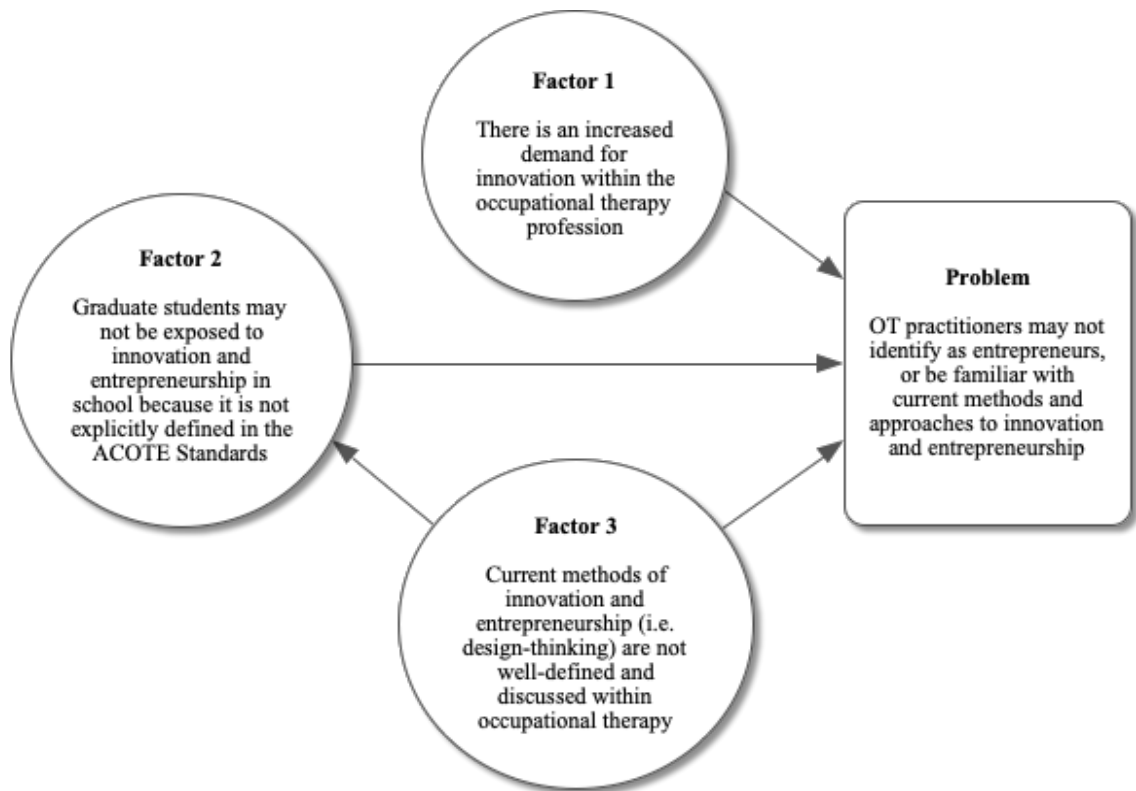 Factor 1
There is an increased
demand for
innovation within the
occupational therapy
profession
Factor 2
Graduate students may
not be exposed to
innovation and
entrepreneurship in
school because it is not
explicitly defined in the
ACOTE Standards
Problem
OT practitioners may not
identify as entrepreneurs,
or be familiar with
current methods and
approaches to innovation
and entrepreneurship
Factor 3
Current methods of
innovation and
entrepreneurship (i.e.
design-thinking) are not
well-defined and
discussed within
occupational therapy